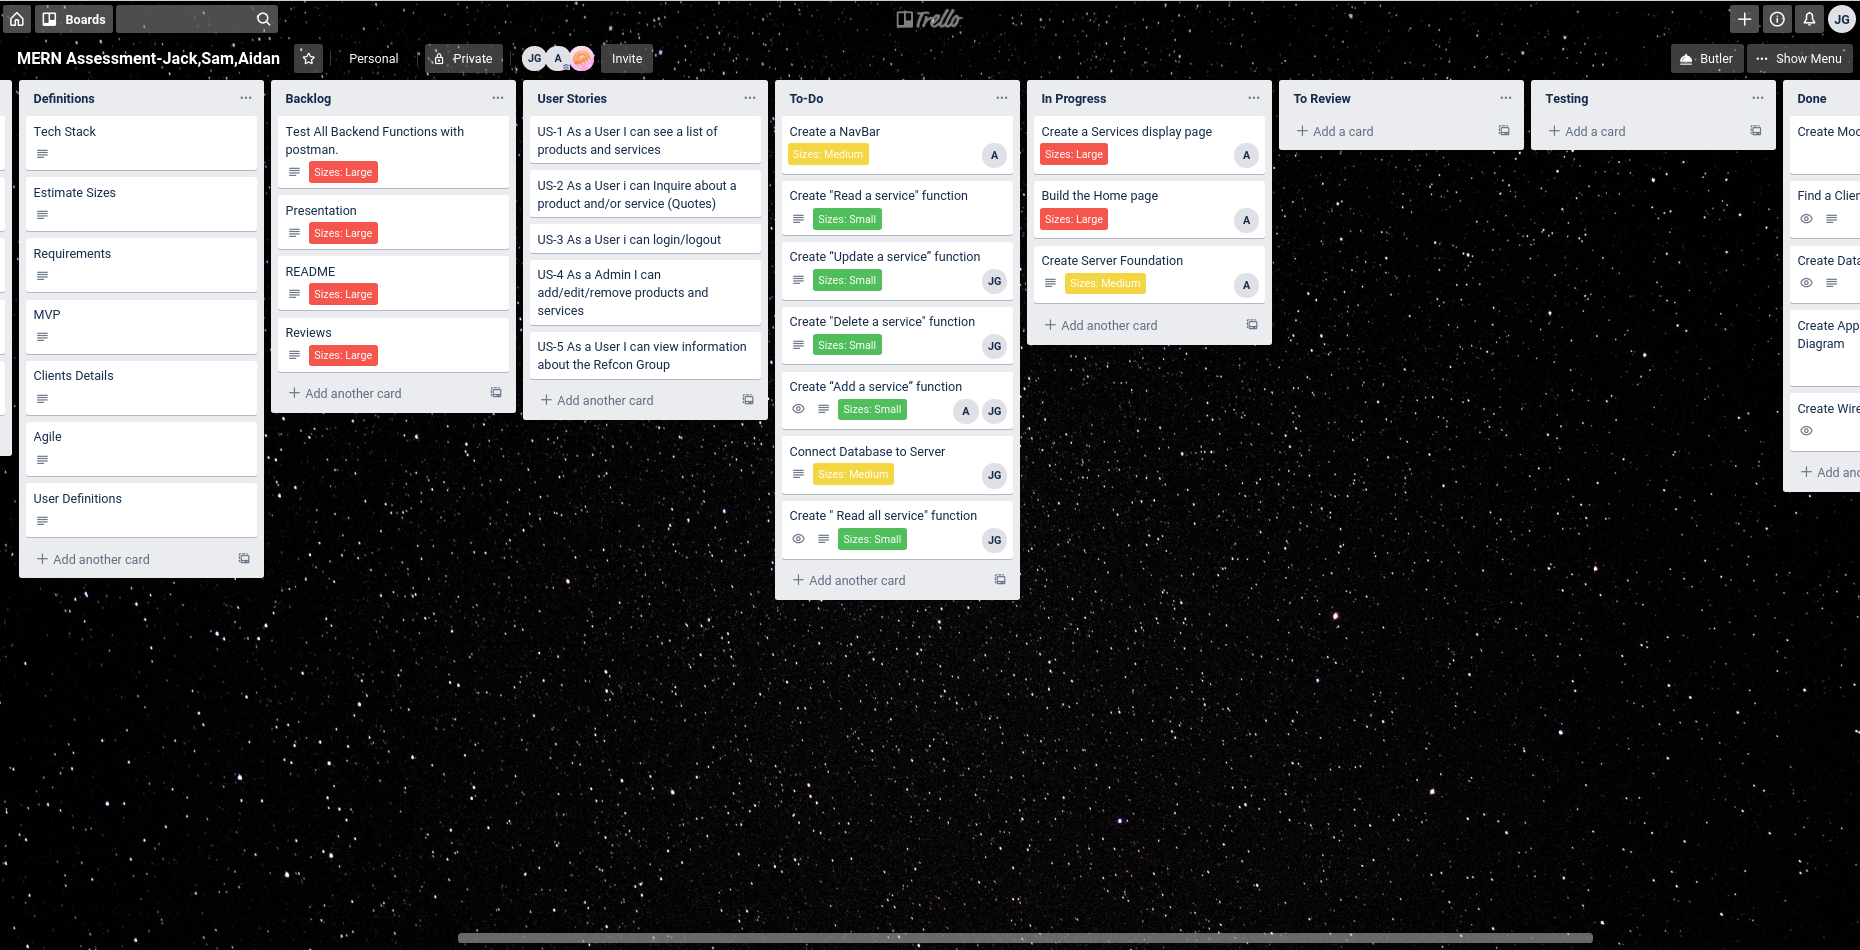 Boards
Trello
JG
MERN Assessment-Jack,Sam,Aidan
Personal
Private
JG
A
Invite
Butler
Show Menu
Definitions
Tech Stack
Estimate Sizes
Requirements
MVP
Clients Details
Agile
User Definitions
Add another card
Backlog
Test All Backend Functions with
postman.
Sizes: Large
Presentation
Sizes: Large
README
Sizes: Large
Reviews
Sizes: Large
Add another card
User Stories
US-1 As a User I can see a list of
products and services
US-2 As a User i can Inquire about a
product and/or service (Quotes)
US-3 As a User i can login/logout
US-4 As a Admin I can
add/edit/remove products and
services
US-5 As a User I can view information
about the Refcon Group
Add another card
To-Do
Create a NavBar
Sizes: Medium
A
Create "Read a service" function
Sizes: Small
Create “Update a service” function
Sizes: Small
JG
Create "Delete a service" function
Sizes: Small
JG
Create “Add a service” function
Sizes: Small
A
JG
Connect Database to Server
Sizes: Medium
JG
Create " Read all service" function
Sizes: Small
JG
Add another card
In Progress
Create a Services display page
Sizes: Large
A
Build the Home page
Sizes: Large
A
Create Server Foundation
Sizes: Medium
A
Add another card
To Review
Add a card
Testing
Add a card
Done
Create Moc
Find a Clien
Create Data
Create App
Diagram
Create Wire
Add ano